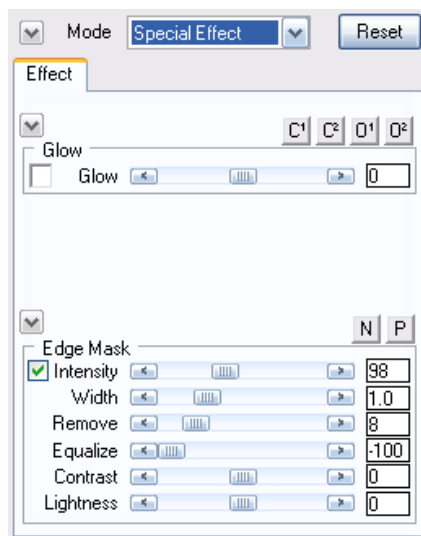 Mode Special Effect Reset
Effect
C¹ C² O¹ O²
Glow
Glow 0
N P
Edge Mask
Intensity 98
Width 1.0
Remove 8
Equalize -100
Contrast 0
Lightness 0